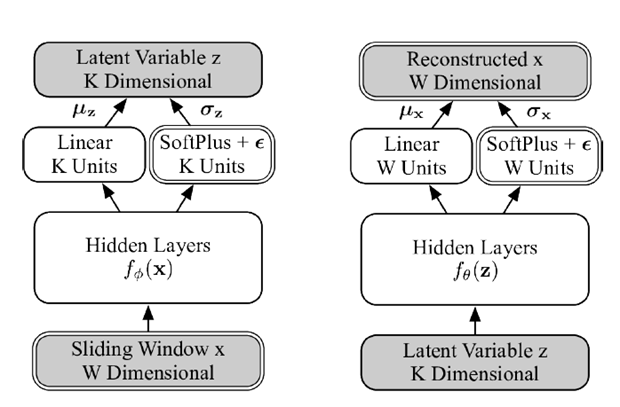 Latent Variable z
K Dimensional
μz
σz
Linear
K Units
SoftPlus + ϵ
K Units
Hidden Layers
fϕ(x)
Sliding Window x
W Dimensional
Reconstructed x
W Dimensional
μx
σx
Linear
W Units
SoftPlus + ϵ
W Units
Hidden Layers
fθ(z)
Latent Variable z
K Dimensional